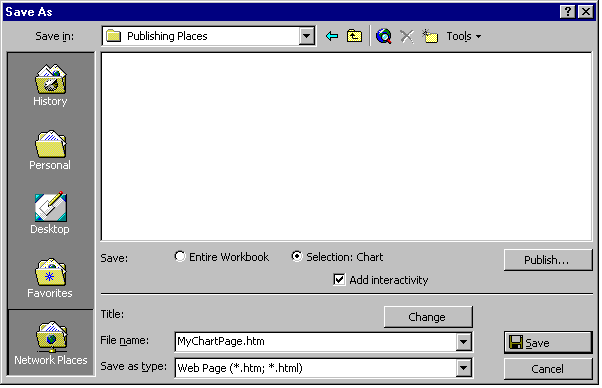 Save As
Save in: Publishing Places Tools
History
Personal
Desktop
Favorites
Network Places
Save: Entire Workbook Selection: Chart Publish...
Add interactivity
Title: Change
File name: MyChartPage.htm Save
Save as type: Web Page (*.htm; *.html) Cancel